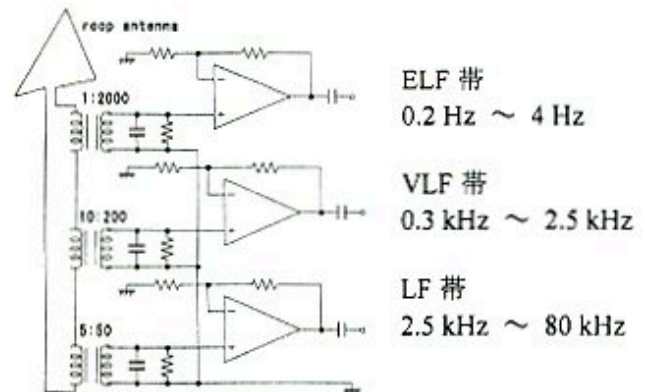 roop antenna
1:2000
ELF 帯
0.2 Hz ~ 4 Hz
10:200
VLF 帯
0.3 kHz ~ 2.5 kHz
5:50
LF 帯
2.5 kHz ~ 80 kHz